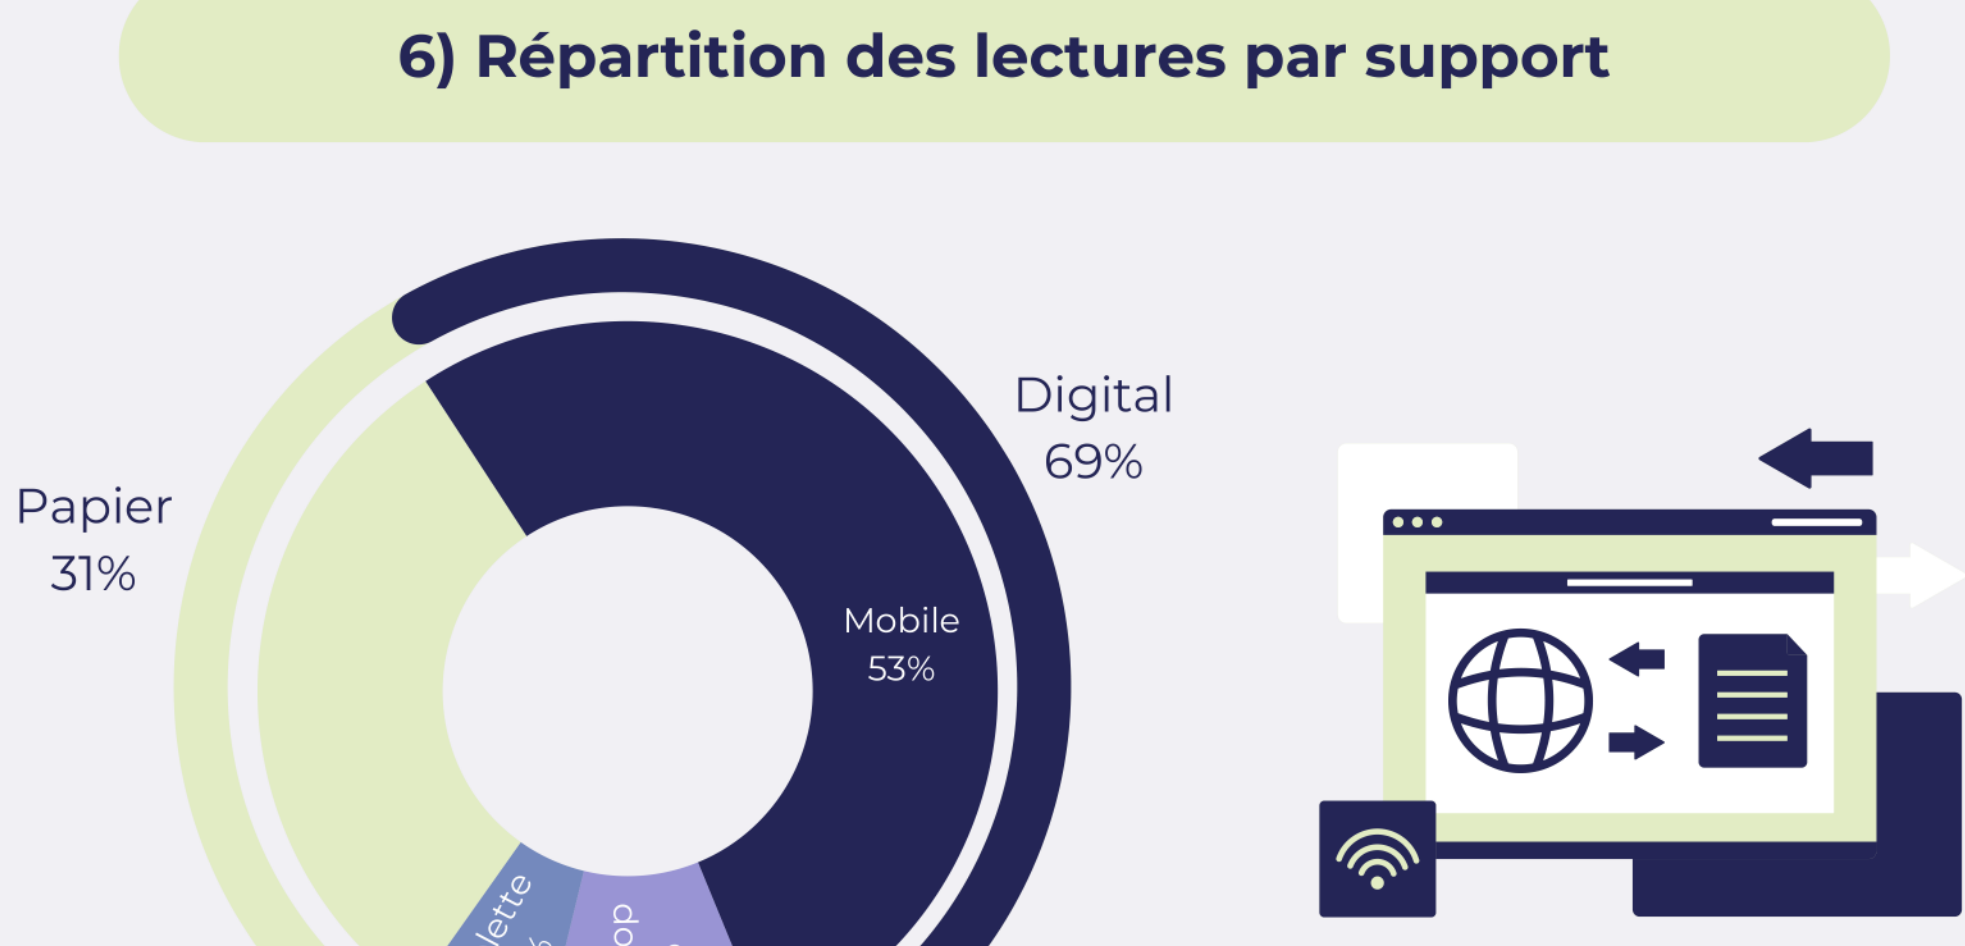 6) Répartition des lectures par support
Digital
69%
Papier
31%
Mobile
53%